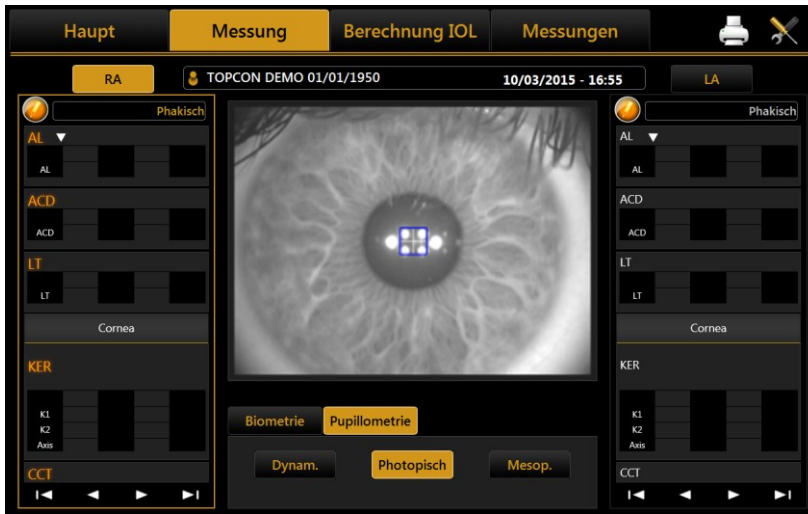 Haupt Messung Berechnung IOL Messungen
RA TOPCON DEMO 01/01/1950 10/03/2015 - 16:55 LA
Phakisch
AL
AL
ACD
ACD
LT
LT
Cornea
KER
K1
K2
Axis
CCT
Biometrie Pupillometrie
Dynam. Photopisch Mesop.
Phakisch
AL
AL
ACD
ACD
LT
LT
Cornea
KER
K1
K2
Axis
CCT